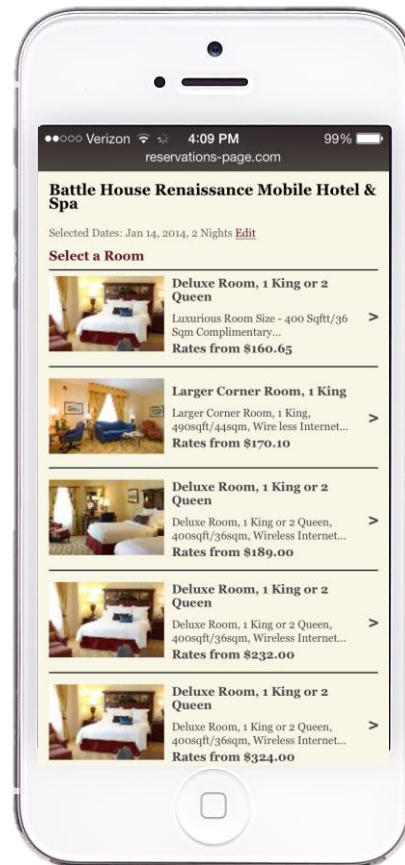 ●●○○○ Verizon 4:09 PM 99%
reservations-page.com
Battle House Renaissance Mobile Hotel &
Spa
Selected Dates: Jan 14, 2014, 2 Nights Edit
Select a Room
Deluxe Room, 1 King or 2
Queen
Luxurious Room Size - 400 Sqftt/36
Sqm Complimentary...
Rates from $160.65
>
Larger Corner Room, 1 King
Larger Corner Room, 1 King,
490sqft/44sqm, Wire less Internet...
Rates from $170.10
>
Deluxe Room, 1 King or 2
Queen
Deluxe Room, 1 King or 2 Queen,
400sqft/36sqm, Wireless Internet...
Rates from $189.00
>
Deluxe Room, 1 King or 2
Queen
Deluxe Room, 1 King or 2 Queen,
400sqft/36sqm, Wireless Internet...
Rates from $232.00
>
Deluxe Room, 1 King or 2
Queen
Deluxe Room, 1 King or 2 Queen,
400sqft/36sqm, Wireless Internet...
Rates from $324.00
>